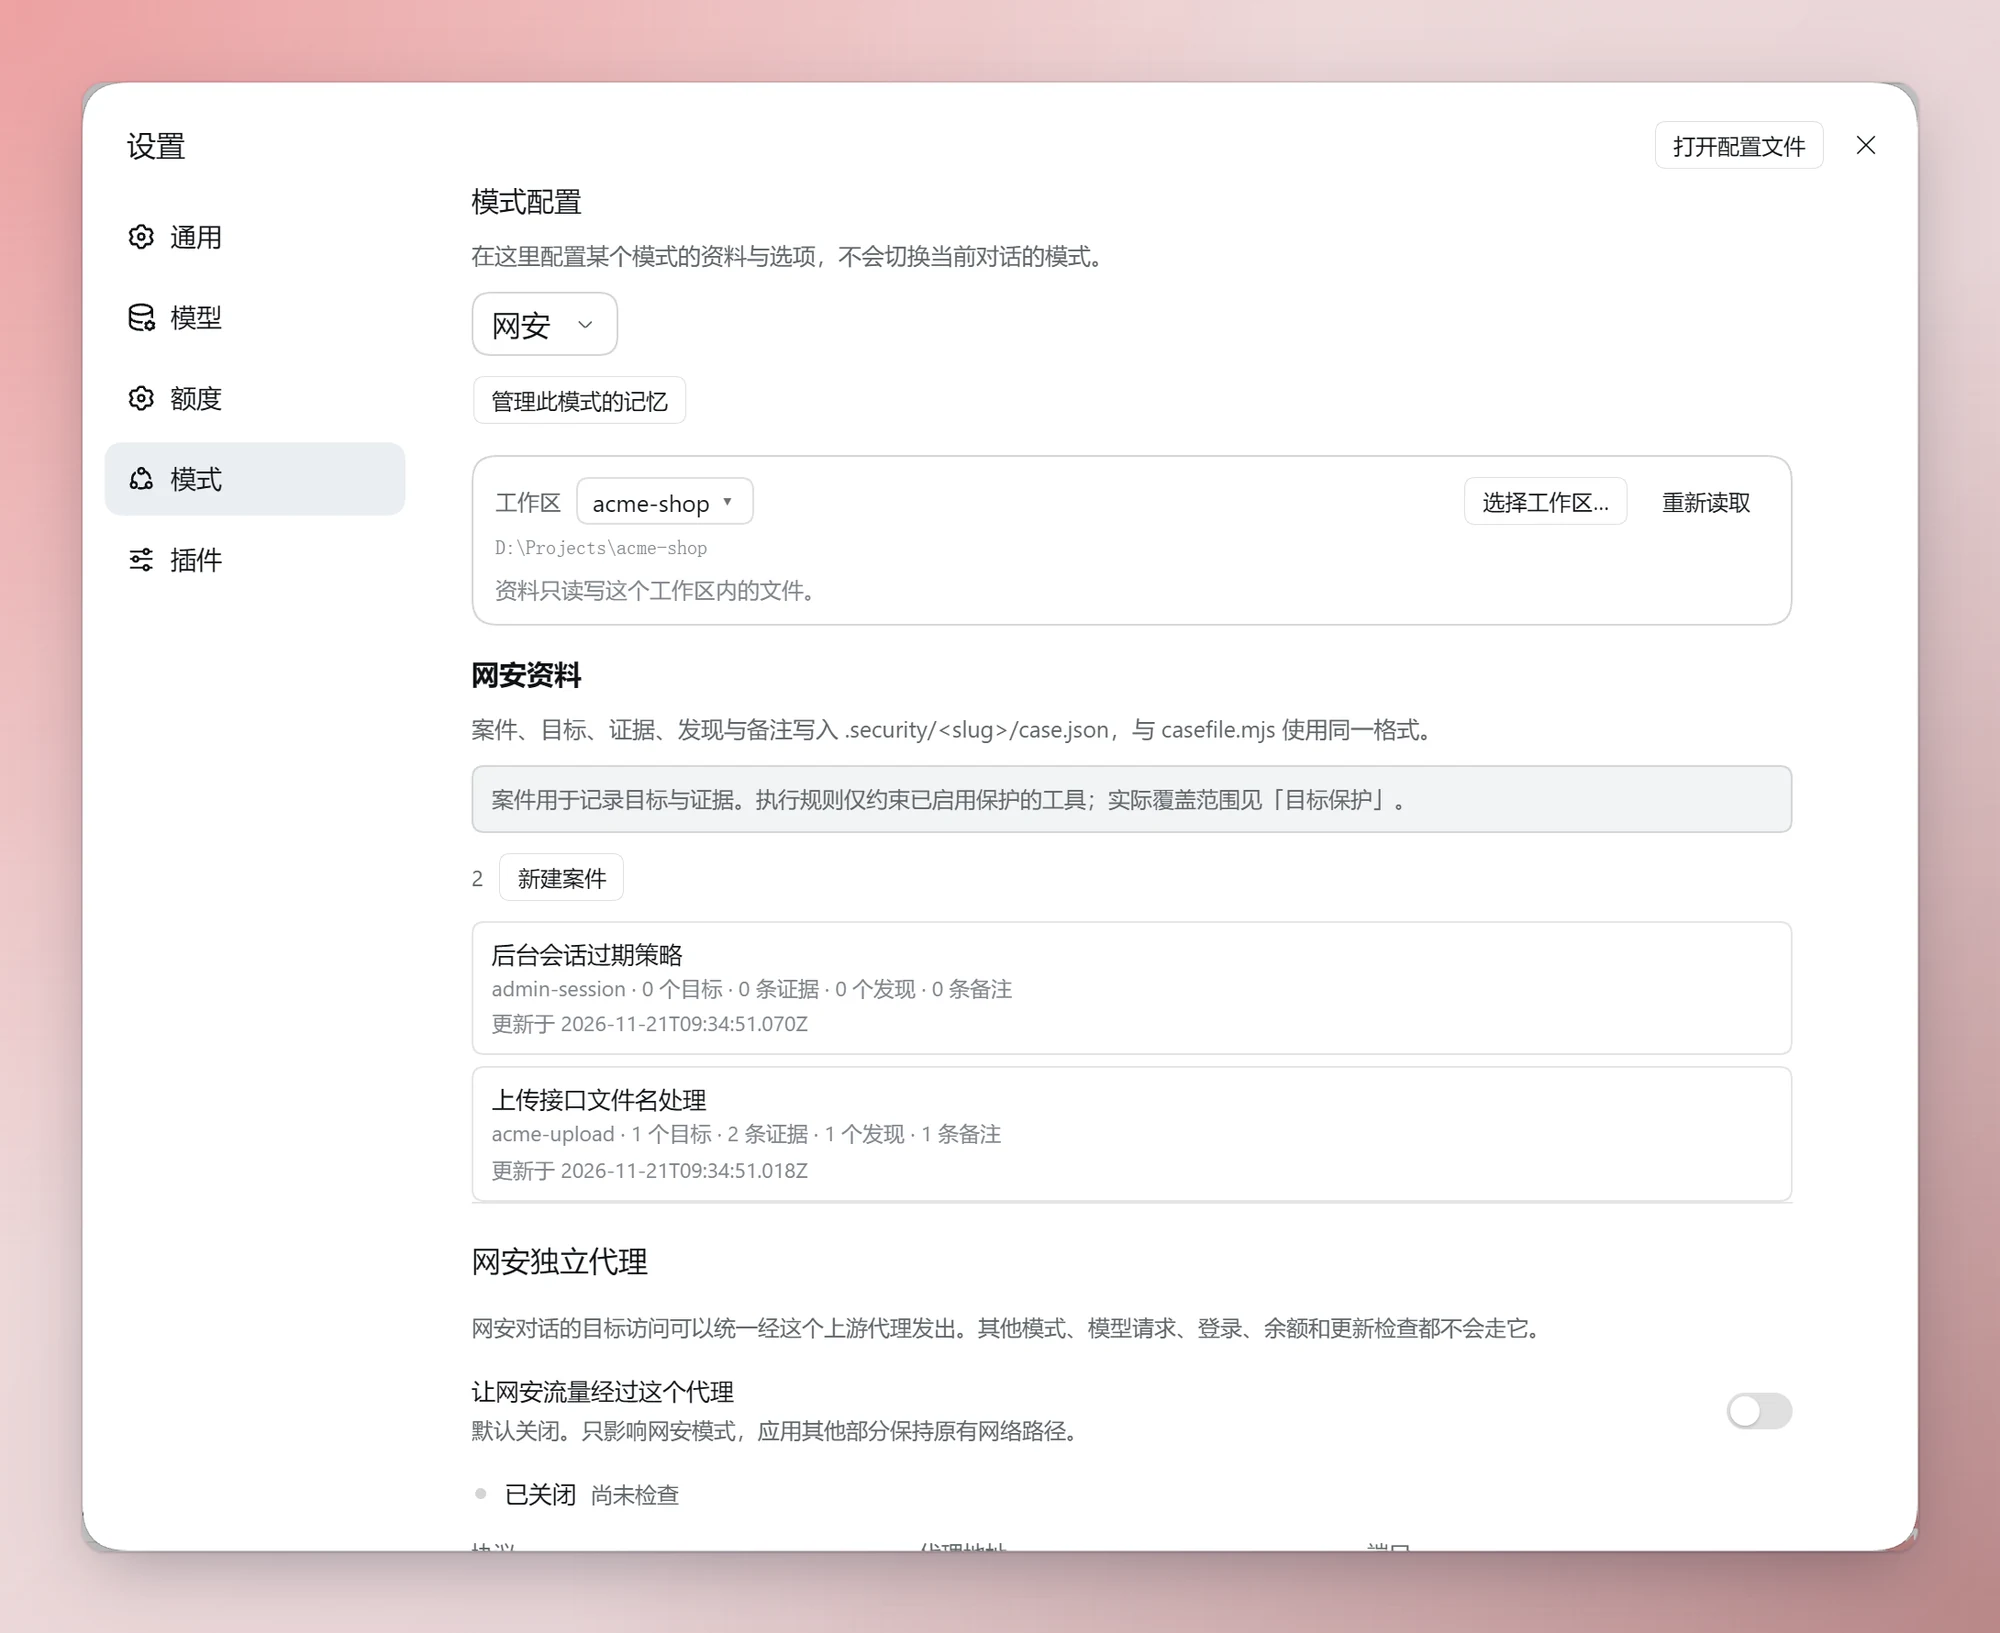 设置
打开配置文件
通用
模型
额度
模式
插件
模式配置
在这里配置某个模式的资料与选项，不会切换当前对话的模式。
网安
管理此模式的记忆
工作区 acme-shop 选择工作区... 重新读取
D:\Projects\acme-shop
资料只读写这个工作区内的文件。
网安资料
案件、目标、证据、发现与备注写入 .security/<slug>/case.json，与 casefile.mjs 使用同一格式。
案件用于记录目标与证据。执行规则仅约束已启用保护的工具；实际覆盖范围见「目标保护」。
2 新建案件
后台会话过期策略
admin-session · 0 个目标 · 0 条证据 · 0 个发现 · 0 条备注
更新于 2026-11-21T09:34:51.070Z
上传接口文件名处理
acme-upload · 1 个目标 · 2 条证据 · 1 个发现 · 1 条备注
更新于 2026-11-21T09:34:51.018Z
网安独立代理
网安对话的目标访问可以统一经这个上游代理发出。其他模式、模型请求、登录、余额和更新检查都不会走它。
让网安流量经过这个代理
默认关闭。只影响网安模式，应用其他部分保持原有网络路径。
已关闭 尚未检查
协议 代理地址 端口